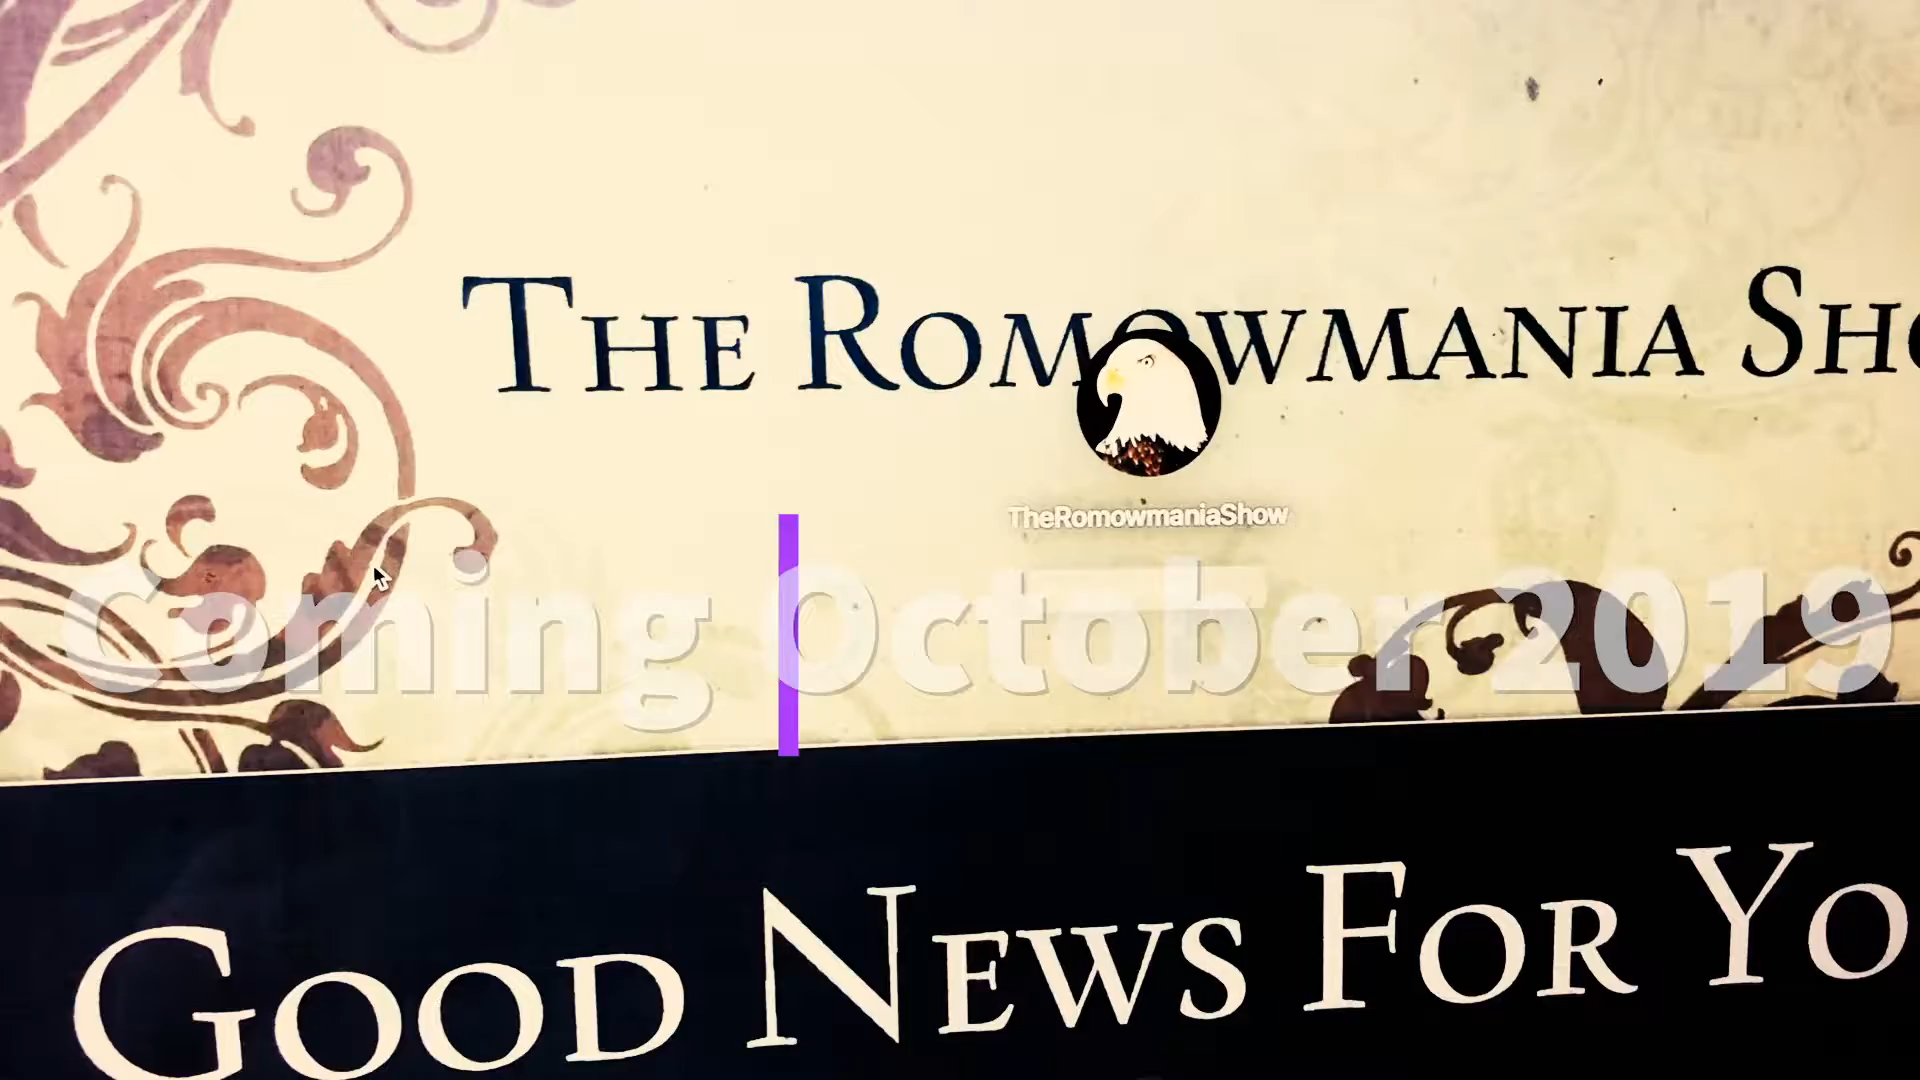 THE ROMOWMANIA SHO
TheRomowmaniaShow
Coming October 2019
GOOD NEWS FOR YO